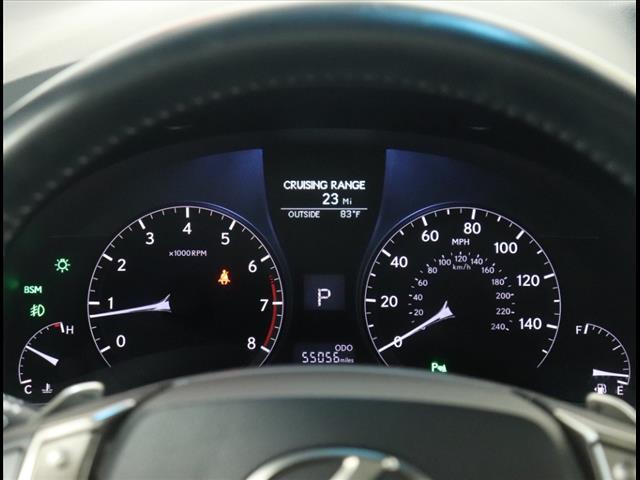 CRUISING RANGE
23 Mi
OUTSIDE 83°F
0 1 2 3 4 5 6 7 8
×1000RPM
BSM
H
C
P
ODO
55056 miles
0 20 40 60 80 100 120 140
MPH
20 40 60 80 100 120 140 160 180 200 220 240
km/h
F
E